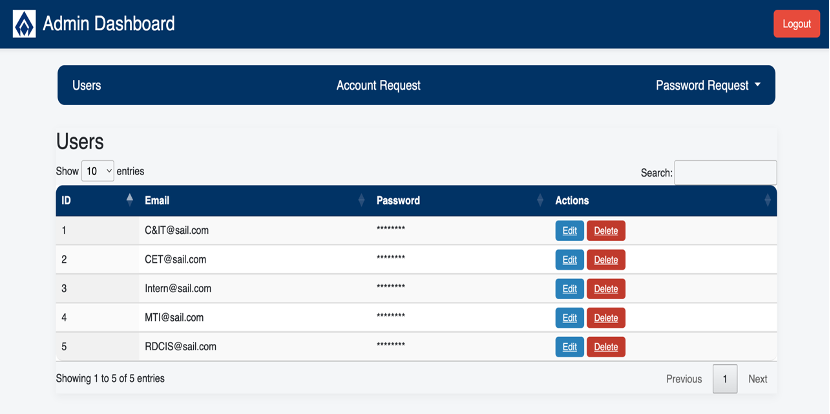 Admin Dashboard Logout
Users Account Request Password Request
Users
Show 10 entries Search:
ID Email Password Actions
1 C&IT@sail.com ******** Edit Delete
2 CET@sail.com ******** Edit Delete
3 Intern@sail.com ******** Edit Delete
4 MTI@sail.com ******** Edit Delete
5 RDCIS@sail.com ******** Edit Delete
Showing 1 to 5 of 5 entries Previous 1 Next